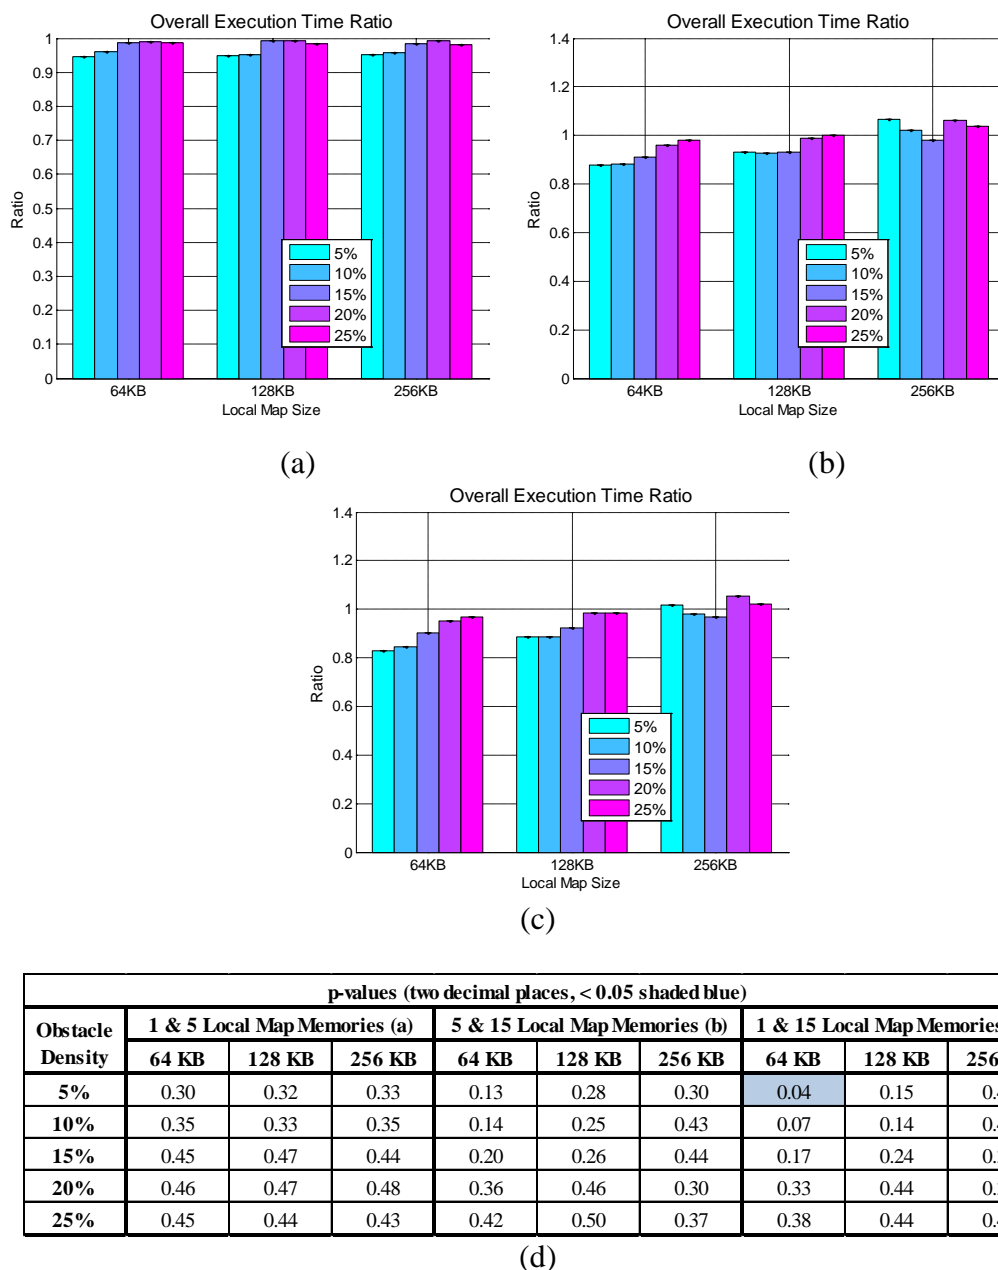 Overall Execution Time Ratio
1
0.9
0.8
0.7
0.6
0.5
0.4
0.3
0.2
0.1
0
Ratio
5%
10%
15%
20%
25%
64KB 128KB 256KB
Local Map Size
(a)
Overall Execution Time Ratio
1.4
1.2
1
0.8
0.6
0.4
0.2
0
Ratio
5%
10%
15%
20%
25%
64KB 128KB 256KB
Local Map Size
(b)
Overall Execution Time Ratio
1.4
1.2
1
0.8
0.6
0.4
0.2
0
Ratio
5%
10%
15%
20%
25%
64KB 128KB 256KB
Local Map Size
(c)
p-values (two decimal places, < 0.05 shaded blue)
Obstacle Density 1 & 5 Local Map Memories (a) 5 & 15 Local Map Memories (b) 1 & 15 Local Map Memories
64 KB 128 KB 256 KB 64 KB 128 KB 256 KB 64 KB 128 KB 256
5% 0.30 0.32 0.33 0.13 0.28 0.30 0.04 0.15
10% 0.35 0.33 0.35 0.14 0.25 0.43 0.07 0.14
15% 0.45 0.47 0.44 0.20 0.26 0.44 0.17 0.24
20% 0.46 0.47 0.48 0.36 0.46 0.30 0.33 0.44
25% 0.45 0.44 0.43 0.42 0.50 0.37 0.38 0.44
(d)